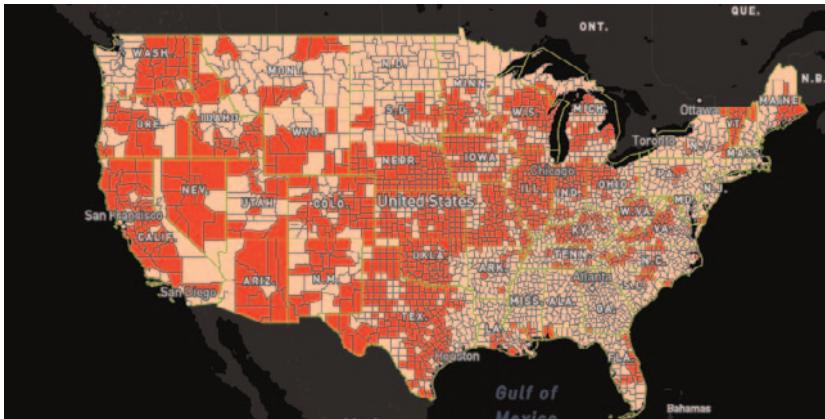 QUE.
ONT.
N.B.
WASH.
MONT.
N.D.
MINN.
MAINE
Ottawa
ORE.
IDAHO
S.D.
WIS.
MICH.
VT.
Toronto
N.Y.
MASS.
WYO.
IOWA
Chicago
NEBR.
PA.
N.J.
NEV.
UTAH
COLO.
United States
ILL.
IND.
OHIO
MD.
W.VA.
San Francisco
CALIF.
KY.
VA.
San Diego
ARIZ.
N.M.
OKLA.
ARK.
TENN.
N.C.
Atlanta
S.C.
TEX.
MISS.
ALA.
GA.
LA.
Houston
FLA.
Gulf of
Mexico
Bahamas